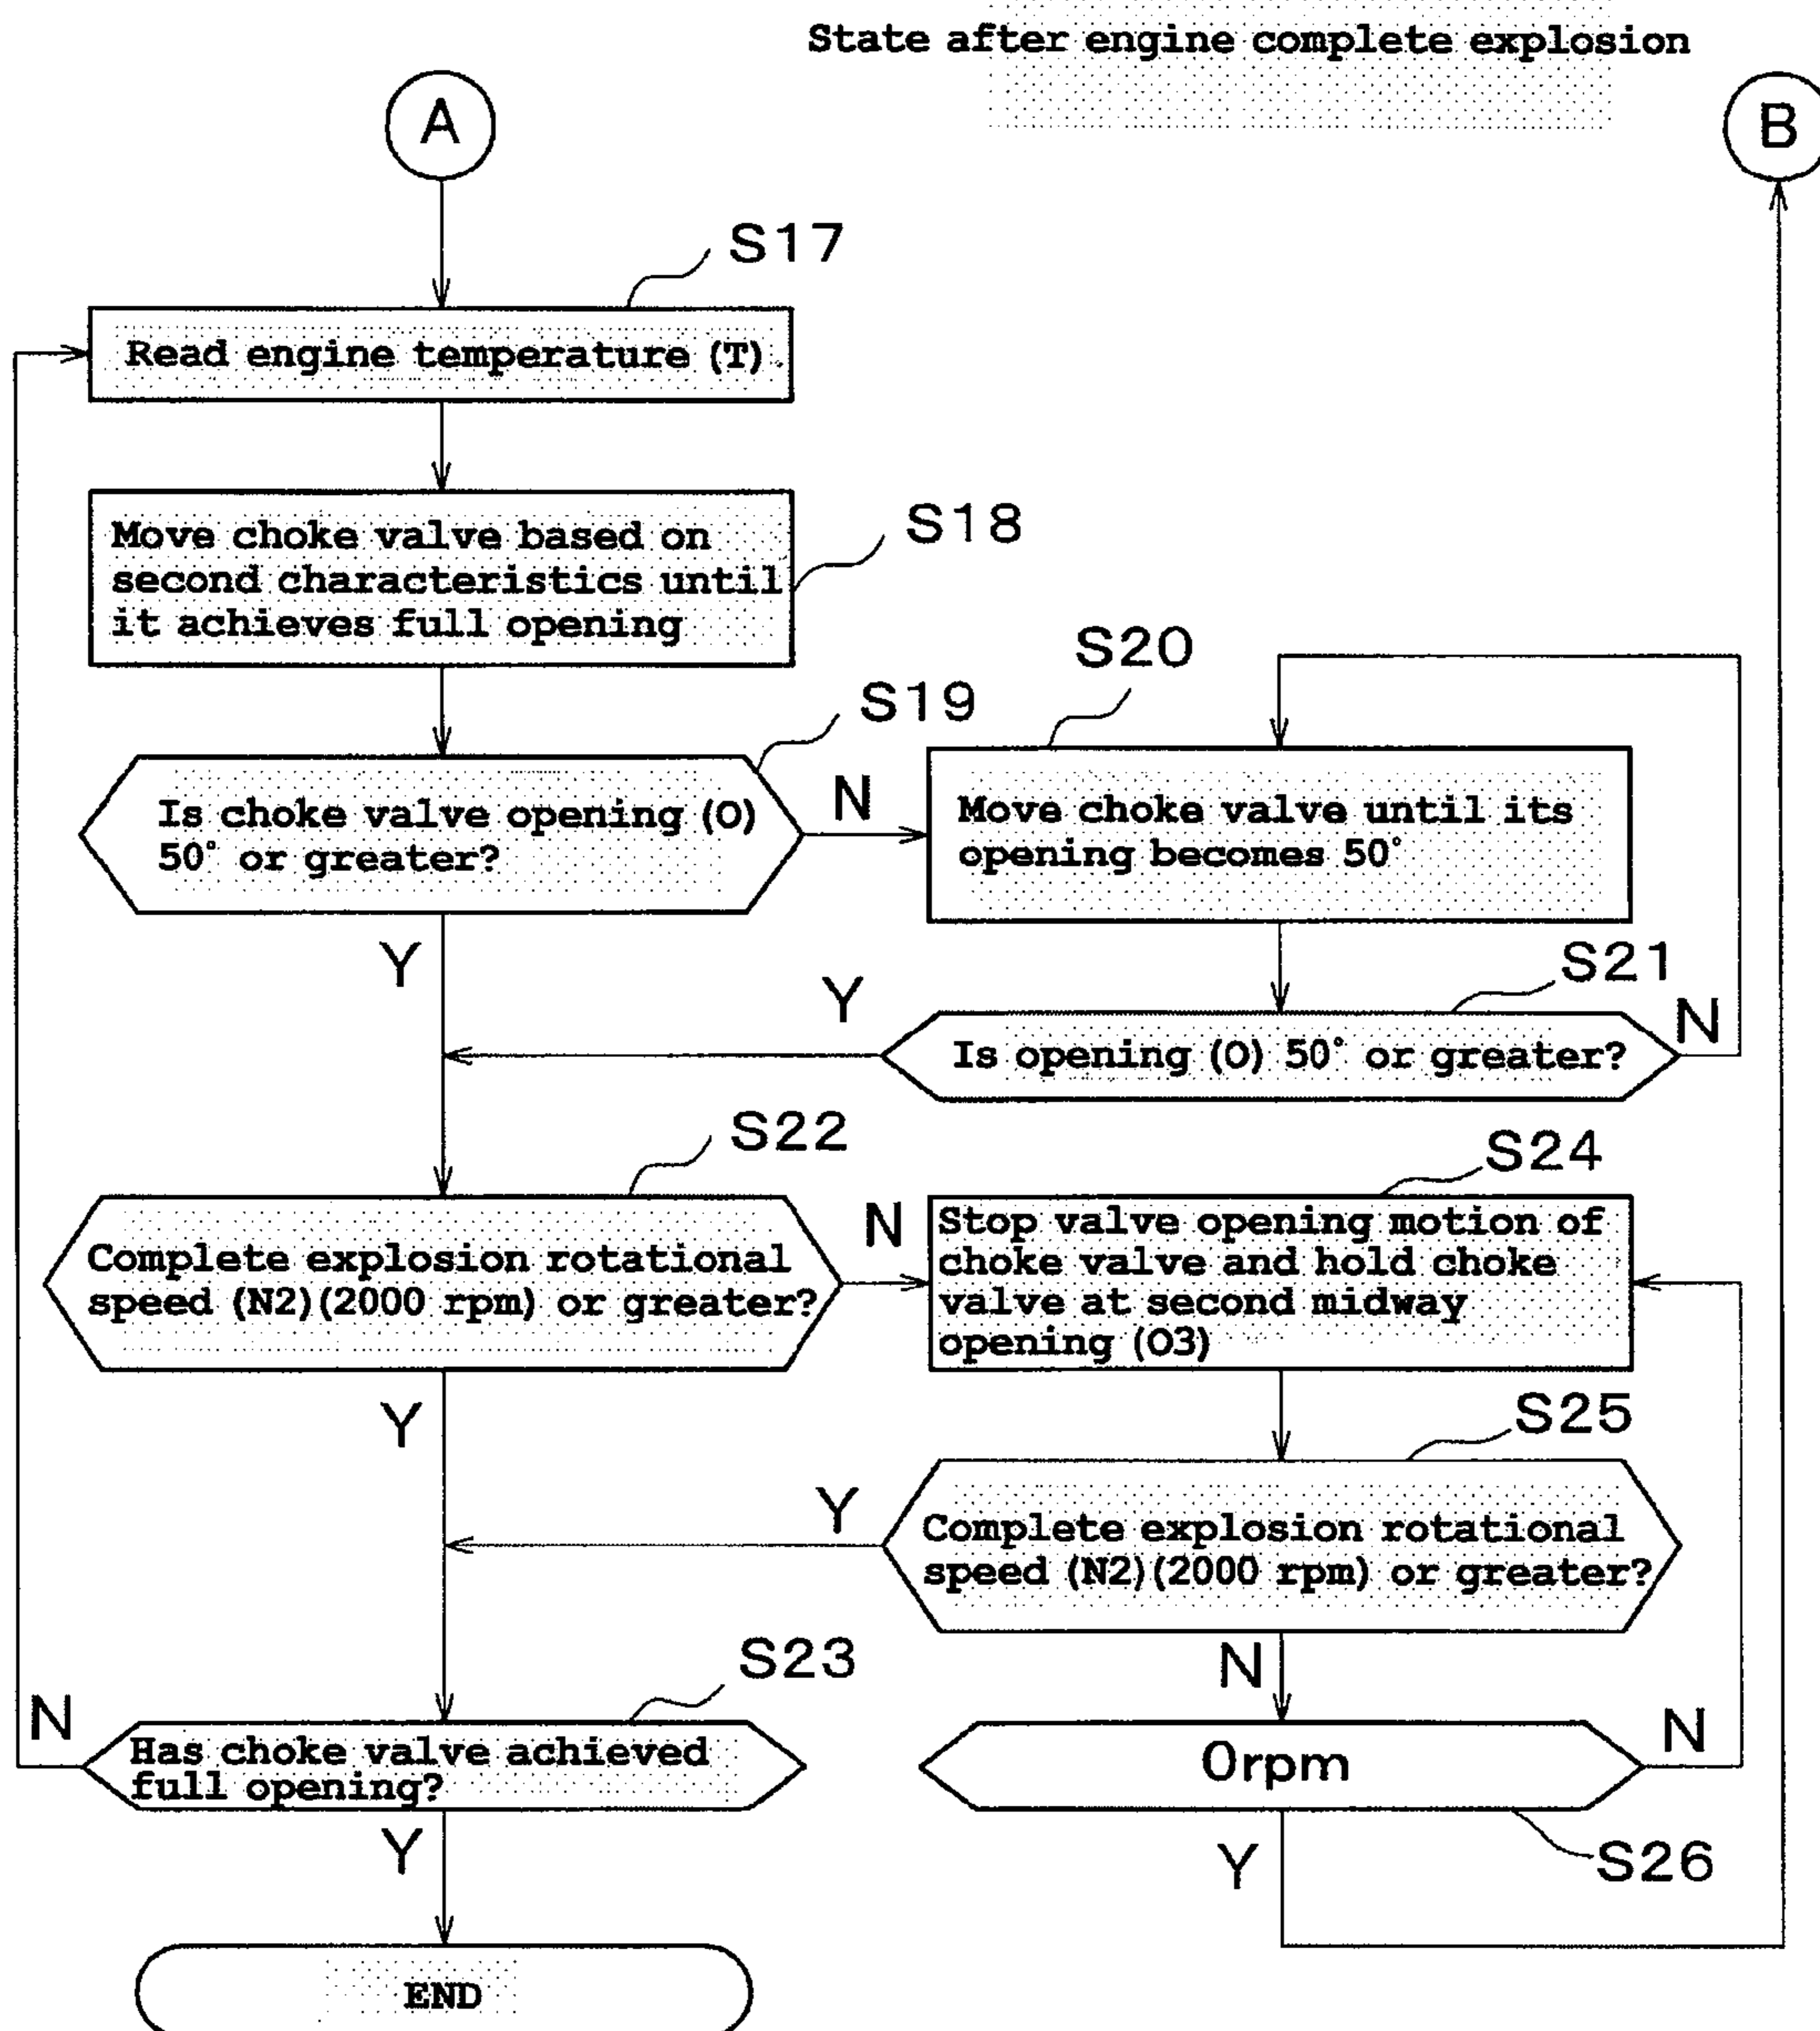 State after engine complete explosion
A
B
S17
Read engine temperature (T)
S18
Move choke valve based on
second characteristics until
it achieves full opening
S19
Is choke valve opening (O)
50° or greater?
N
S20
Move choke valve until its
opening becomes 50°
Y
S21
Is opening (O) 50° or greater?
Y
N
S22
Complete explosion rotational
speed (N2)(2000 rpm) or greater?
N
S24
Stop valve opening motion of
choke valve and hold choke
valve at second midway
opening (O3)
Y
S25
Complete explosion rotational
speed (N2)(2000 rpm) or greater?
Y
N
S23
Has choke valve achieved
full opening?
N
Y
0rpm
N
S26
Y
END